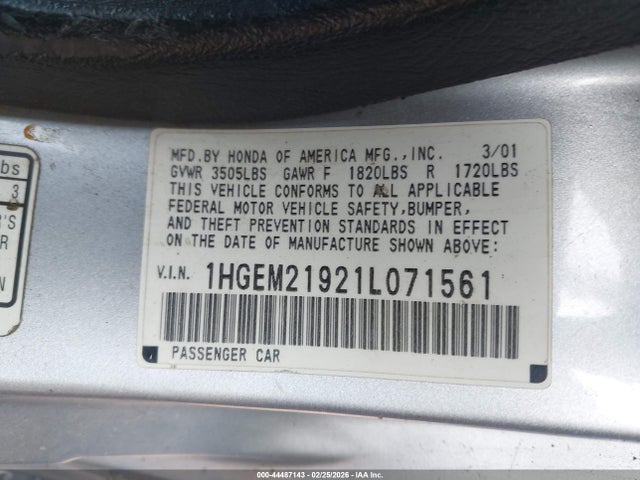 MFD.BY HONDA OF AMERICA MFG.,INC. 3/01
GVWR 3505LBS GAWR F 1820LBS R 1720LBS
THIS VEHICLE CONFORMS TO ALL APPLICABLE
FEDERAL MOTOR VEHICLE SAFETY,BUMPER,
AND THEFT PREVENTION STANDARDS IN EFFECT
ON THE DATE OF MANUFACTURE SHOWN ABOVE:
V.I.N. 1HGEM21921L071561
PASSENGER CAR
bs
3
'S
R
N
000-44487143 - 02/25/2026 - IAA Inc.